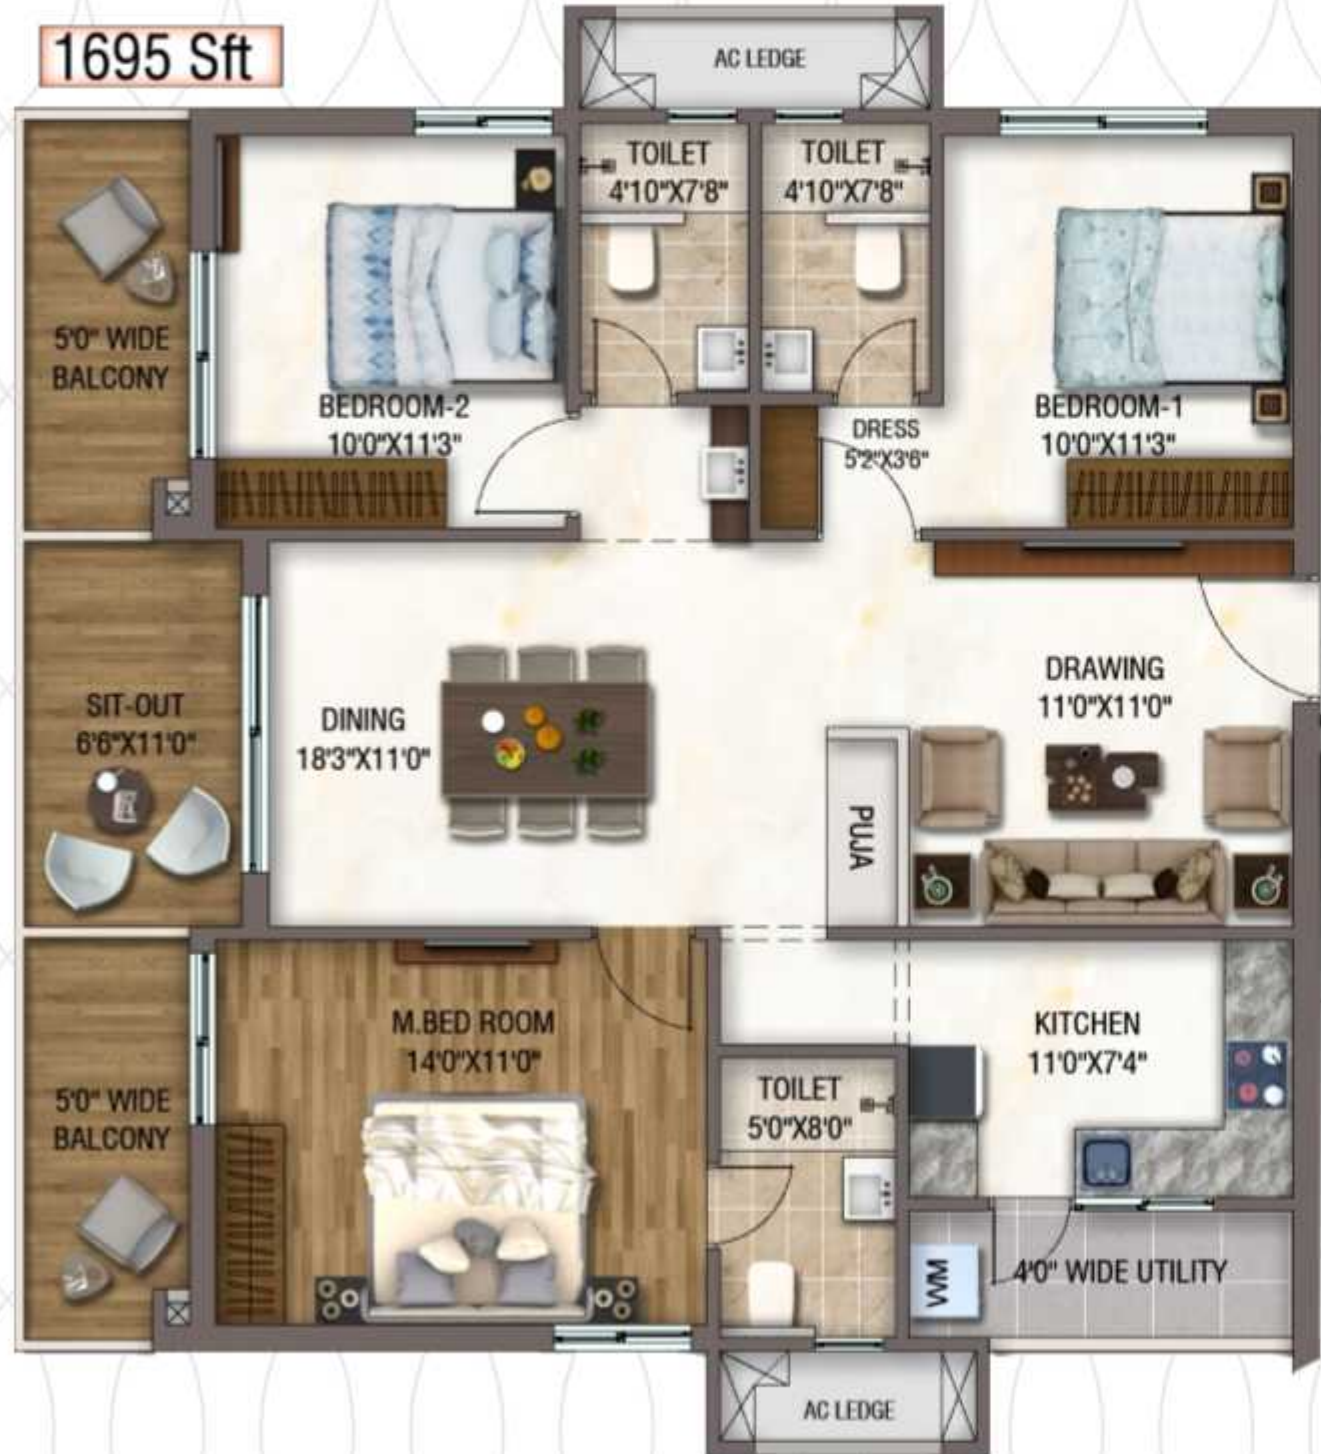 1695 Sft
AC LEDGE
TOILET
4'10"X7'8"
TOILET
4'10"X7'8"
5'0" WIDE
BALCONY
BEDROOM-2
10'0"X11'3"
DRESS
5'2"X3'6"
BEDROOM-1
10'0"X11'3"
SIT-OUT
6'6"X11'0"
DINING
18'3"X11'0"
DRAWING
11'0"X11'0"
PUJA
M.BED ROOM
14'0"X11'0"
KITCHEN
11'0"X7'4"
5'0" WIDE
BALCONY
TOILET
5'0"X8'0"
WM
4'0" WIDE UTILITY
AC LEDGE